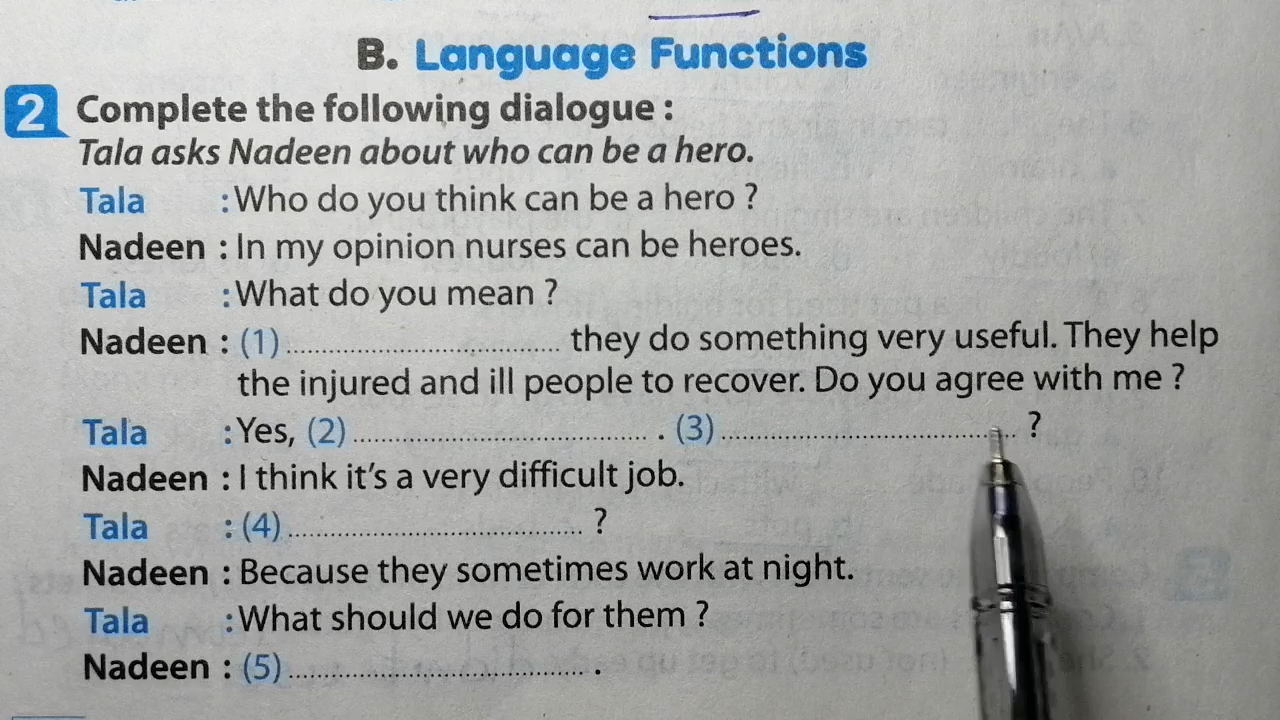 B. Language Functions
2 Complete the following dialogue :
Tala asks Nadeen about who can be a hero.
Tala : Who do you think can be a hero ?
Nadeen : In my opinion nurses can be heroes.
Tala : What do you mean ?
Nadeen : (1) .................................... they do something very useful. They help
the injured and ill people to recover. Do you agree with me ?
Tala : Yes, (2) ....................................... . (3) ....................................... ?
Nadeen : I think it's a very difficult job.
Tala : (4) ....................................... ?
Nadeen : Because they sometimes work at night.
Tala : What should we do for them ?
Nadeen : (5) ....................................... .